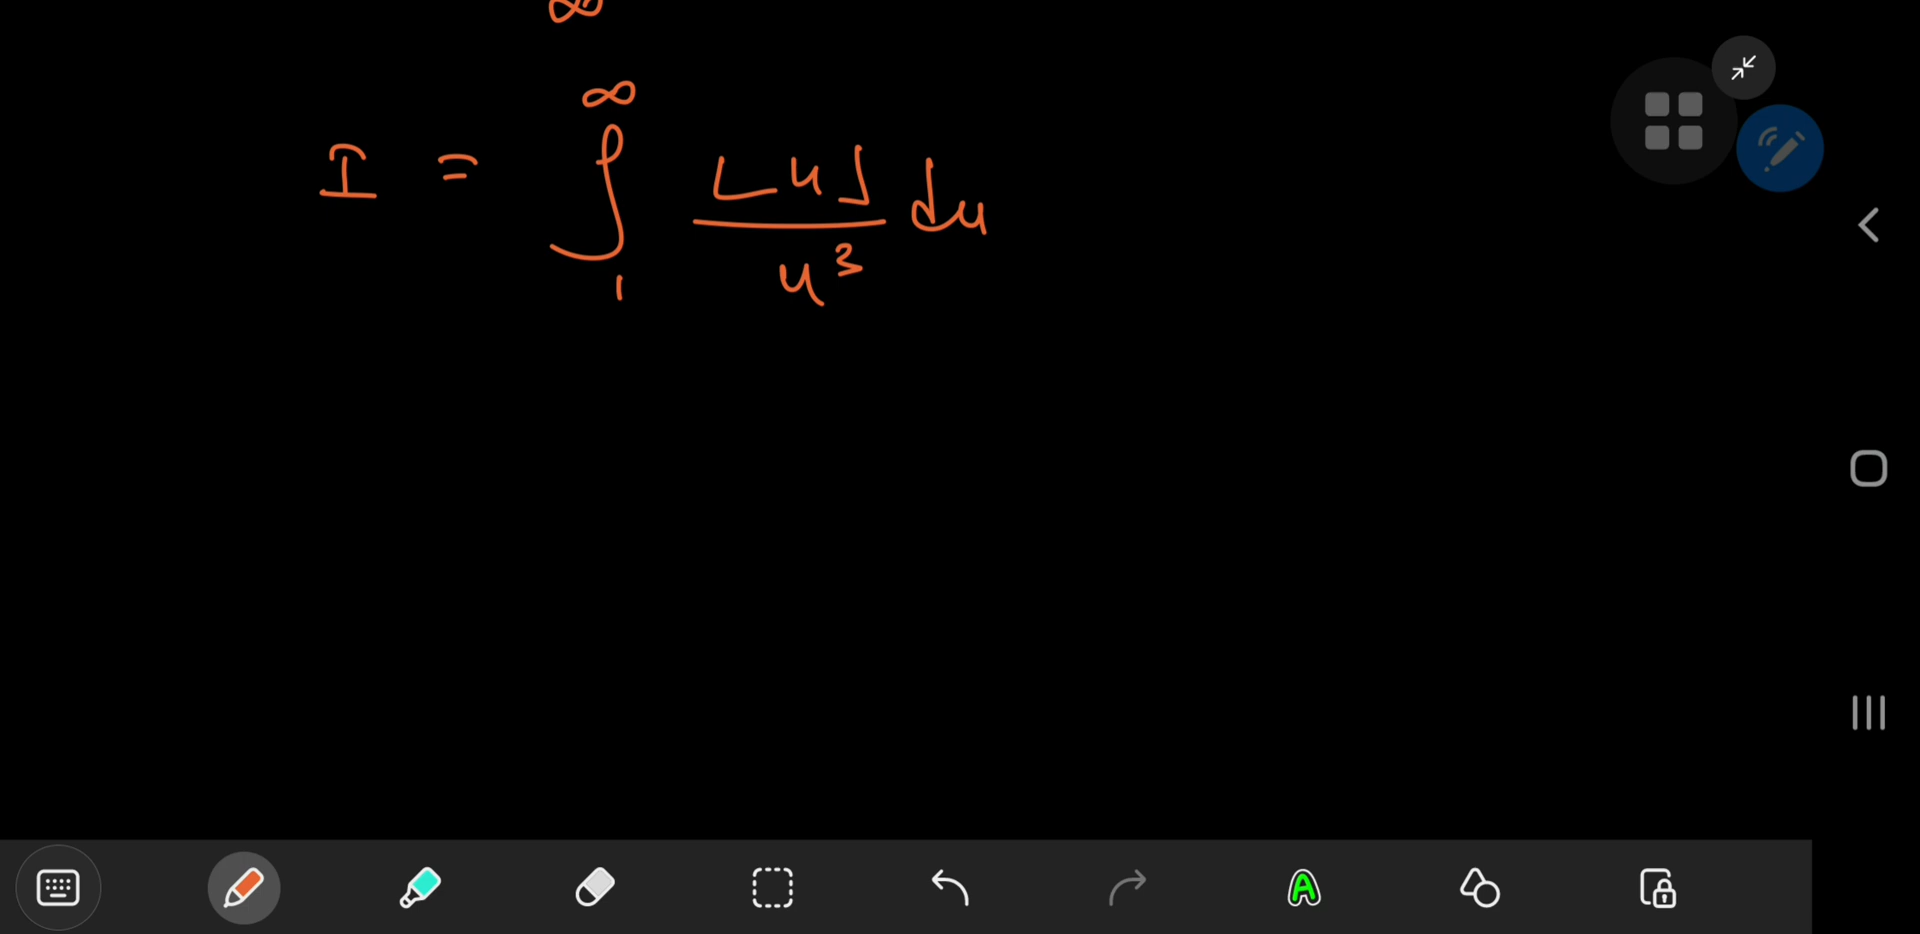 ∞
I = ∫₁^∞ ⌊u⌋/u³ du
A